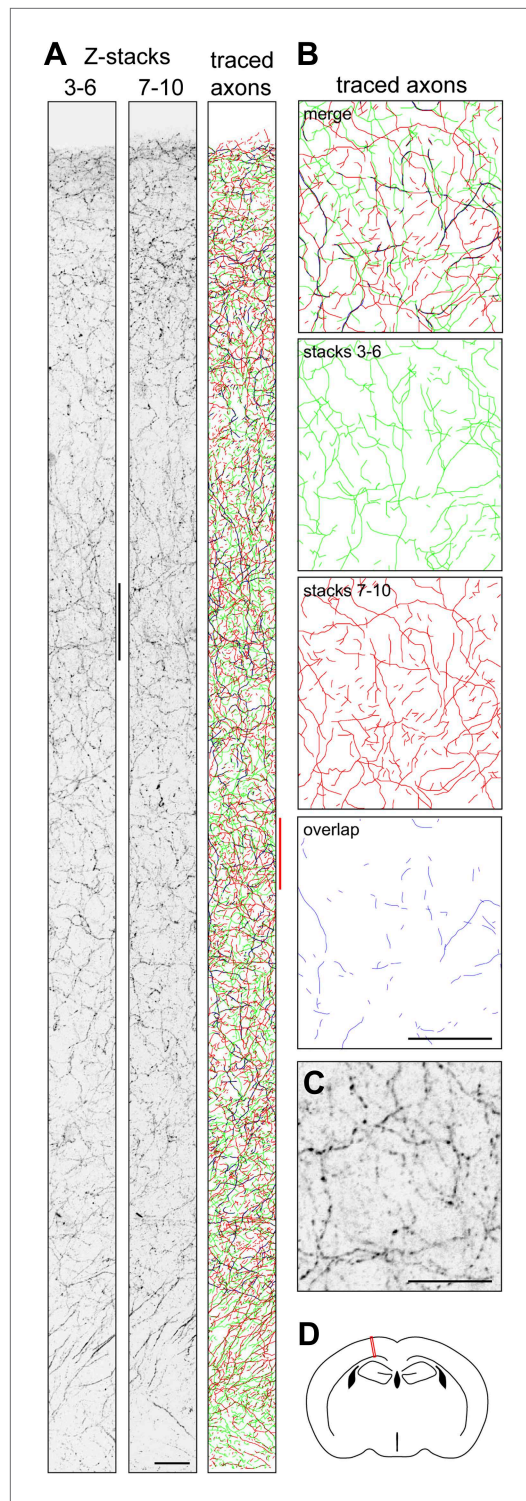 A
Z-stacks
3-6
7-10
traced
axons
B
traced axons
merge
stacks 3-6
stacks 7-10
overlap
C
D